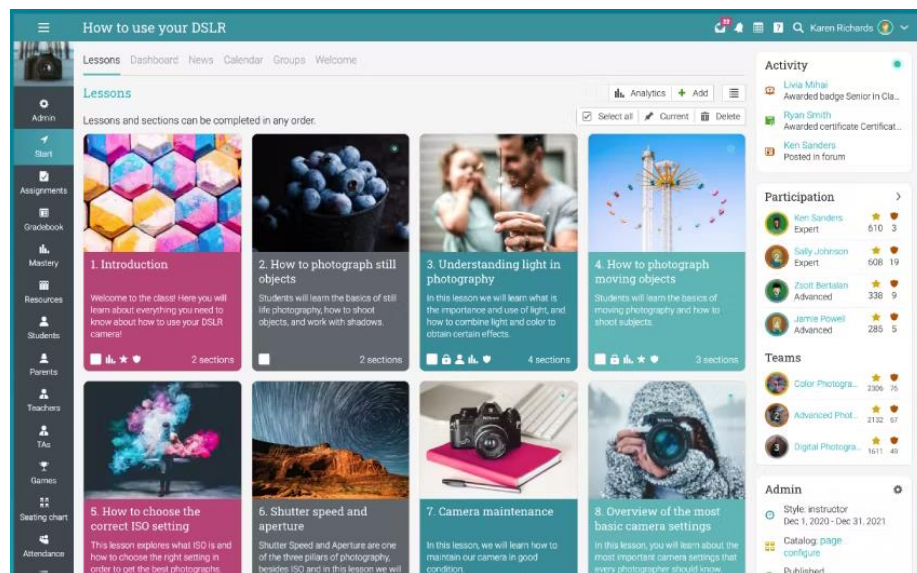 How to use your DSLR
23
?
Karen Richards
Admin
Start
Assignments
Gradebook
Mastery
Resources
Students
Parents
Teachers
TAs
Games
Seating chart
Attendance
Lessons Dashboard News Calendar Groups Welcome
Lessons
Analytics + Add
Lessons and sections can be completed in any order.
Select all Current Delete
1. Introduction
Welcome to the class! Here you will
learn about everything you need to
know about how to use your DSLR
camera!
2 sections
2. How to photograph still
objects
Students will learn the basics of still
life photography, how to shoot
objects, and work with shadows.
2 sections
3. Understanding light in
photography
In this lesson we will learn what is
the importance and use of light, and
how to combine light and color to
obtain certain effects.
4 sections
4. How to photograph
moving objects
Students will learn the basics of
moving photography and how to
shoot subjects.
3 sections
5. How to choose the
correct ISO setting
This lesson explores what ISO is and
how to choose the right setting in
order to get the best photographs.
6. Shutter speed and
aperture
Shutter Speed and Aperture are one
of the three pillars of photography,
besides ISO and in this lesson we will
7. Camera maintenance
In this lesson, we will learn how to
maintain our camera in good
condition.
8. Overview of the most
basic camera settings
In this lesson, you will learn about the
most important camera settings that
every photographer should know.
Activity
Livia Mihai
Awarded badge Senior in Cla...
Ryan Smith
Awarded certificate Certificat...
Ken Sanders
Posted in forum
Participation
Ken Sanders
Expert 610 3
Sally Johnson
Expert 608 19
Zsolt Bertalan
Advanced 338 9
Jamie Powell
Advanced 285 5
Teams
Color Photogra... 2306 76
2 Advanced Phot... 2132 67
3 Digital Photogra... 1611 49
Admin
Style: instructor
Dec 1, 2020 - Dec 31, 2021
Catalog: page
configure
Published